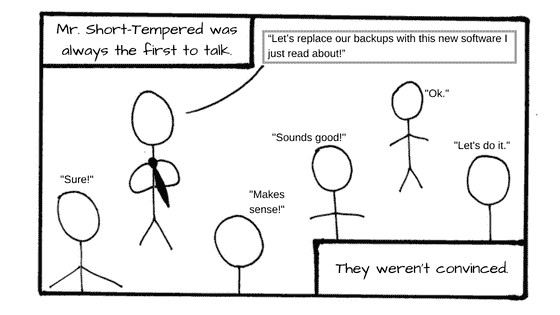 Mr. Short-Tempered was
always the first to talk.
"Let's replace our backups with this new software I
just read about!"
"Ok."
"Sounds good!"
"Let's do it."
"Sure!"
"Makes
sense!"
They weren't convinced.